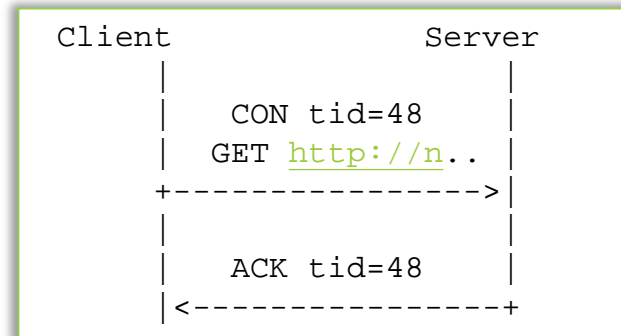 Client Server
CON tid=48
GET http://n..
ACK tid=48